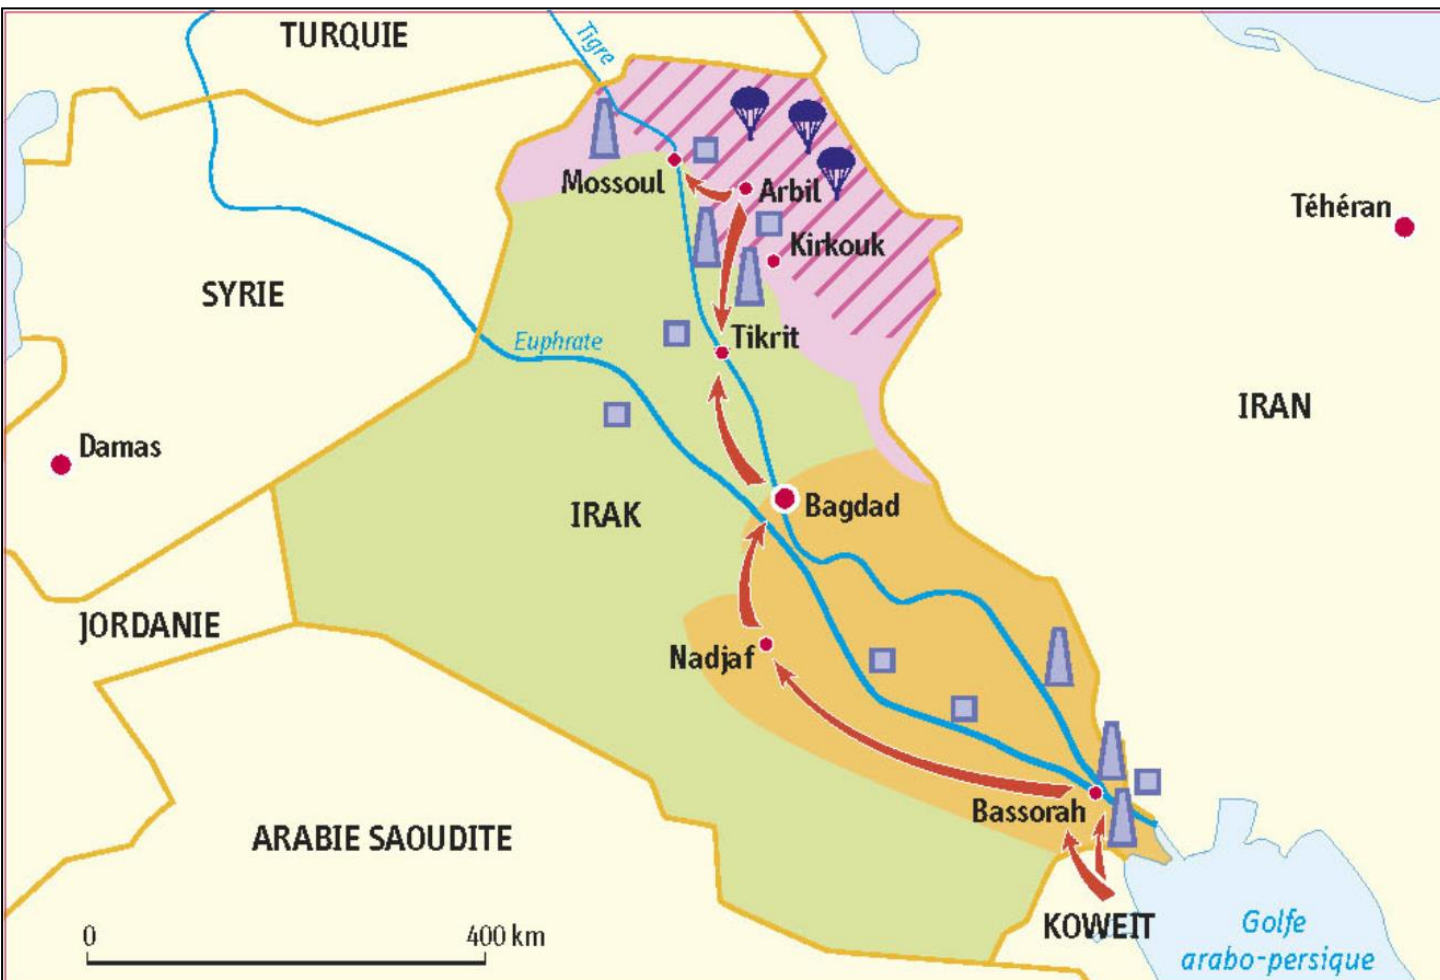 TURQUIE
Tigre
Mossoul
Arbil
Téhéran
Kirkouk
SYRIE
Tikrit
Euphrate
IRAN
Damas
IRAK
Bagdad
JORDANIE
Nadjaf
Bassorah
ARABIE SAOUDITE
KOWEIT
Golfe
arabo-persique
0
400 km